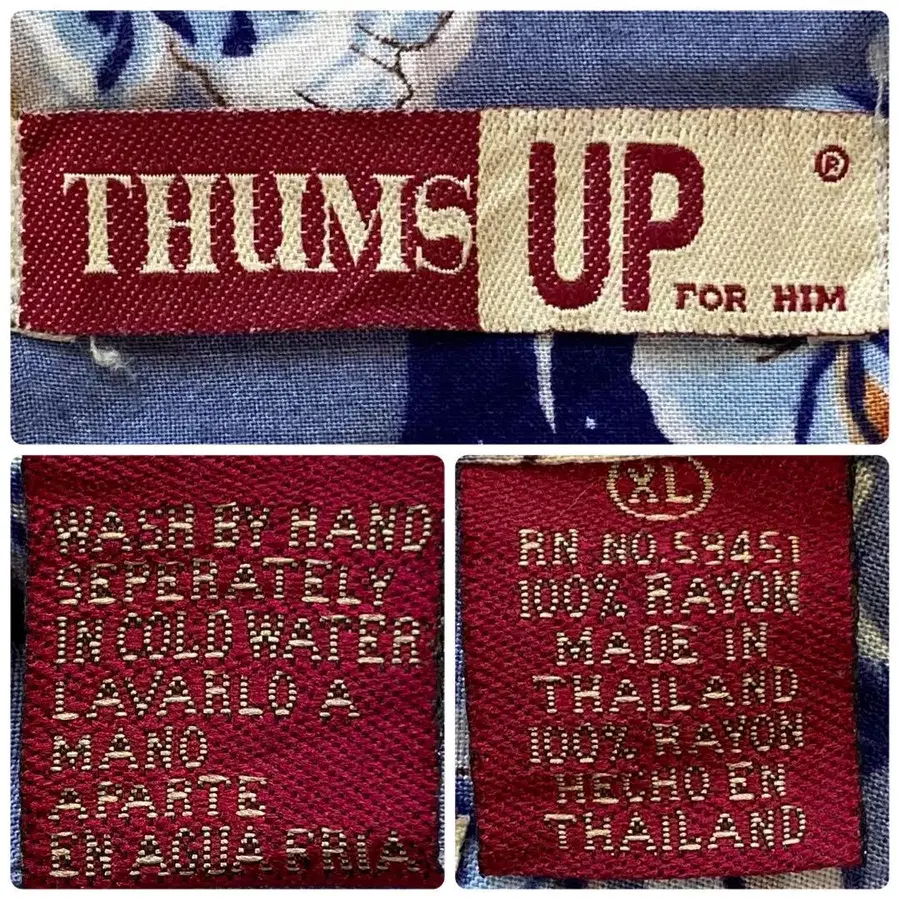 THUMS UP ®
FOR HIM
WASH BY HAND
SEPERATELY
IN COLD WATER
LAVARLO A
MANO
APARTE
EN AGUA FRIA
XL
RN NO.59451
100% RAYON
MADE IN
THAILAND
100% RAYON
HECHO EN
THAILAND